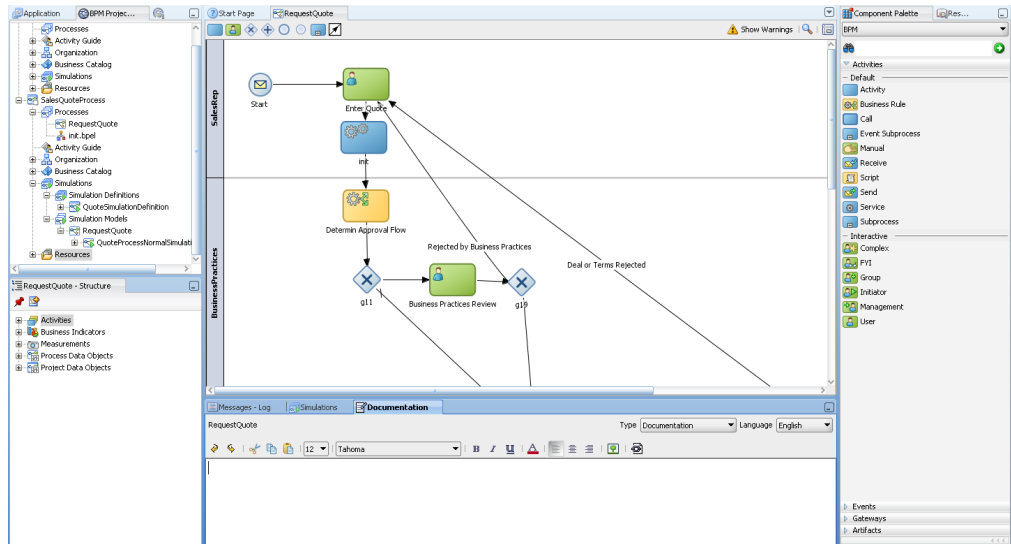 Application
BPM Projec...
Processes
Activity Guide
Organization
Business Catalog
Simulations
Resources
SalesQuoteProcess
Processes
RequestQuote
init.bpel
Activity Guide
Organization
Business Catalog
Simulations
Simulation Definitions
QuoteSimulationDefinition
Simulation Models
RequestQuote
QuoteProcessNormalSimulati
Resources
RequestQuote - Structure
Activities
Business Indicators
Measurements
Process Data Objects
Project Data Objects
Start Page
RequestQuote
Show Warnings
SalesRep
Start
Enter Quote
init
BusinessPractices
Determin Approval Flow
Rejected by Business Practices
Deal or Terms Rejected
g11
Business Practices Review
g19
Messages - Log
Simulations
Documentation
RequestQuote
Type Documentation
Language English
12
Tahoma
B I U A
Component Palette
Res...
BPM
Activities
Default
Activity
Business Rule
Call
Event Subprocess
Manual
Receive
Script
Send
Service
Subprocess
Interactive
Complex
FYI
Group
Initiator
Management
User
Events
Gateways
Artifacts